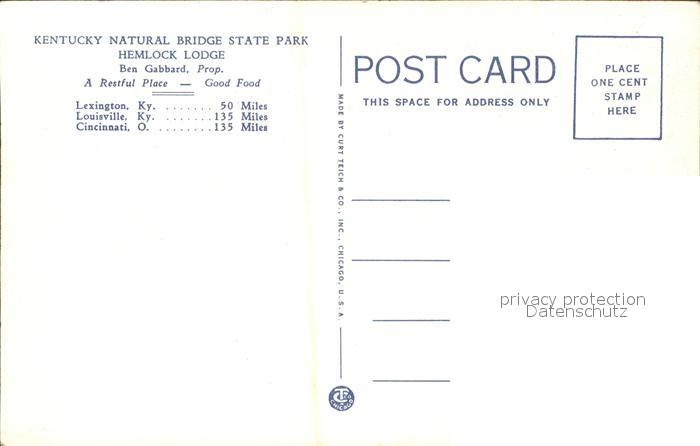 KENTUCKY NATURAL BRIDGE STATE PARK
HEMLOCK LODGE
Ben Gabbard, Prop.
A Restful Place — Good Food
Lexington, Ky. ........ 50 Miles
Louisville, Ky. ........ 135 Miles
Cincinnati, O. ........ 135 Miles
MADE BY CURT TEICH & CO., INC., CHICAGO, U.S.A.
CHICAGO
POST CARD
THIS SPACE FOR ADDRESS ONLY
PLACE
ONE CENT
STAMP
HERE
privacy protection
Datenschutz